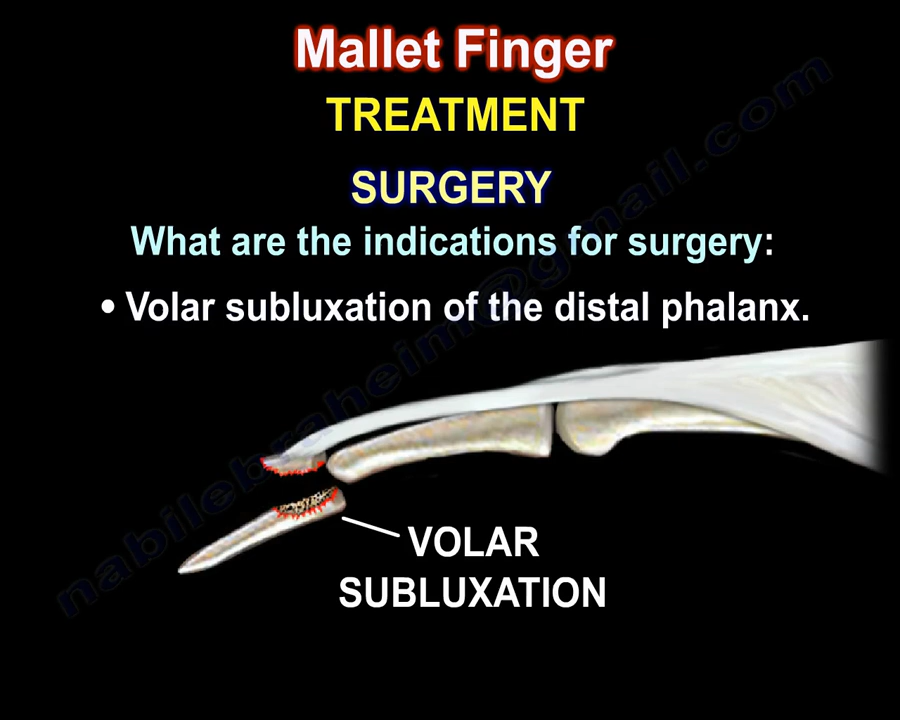 Mallet Finger
TREATMENT
SURGERY
What are the indications for surgery:
• Volar subluxation of the distal phalanx.
VOLAR
SUBLUXATION
nabilebraheim@gmail.com